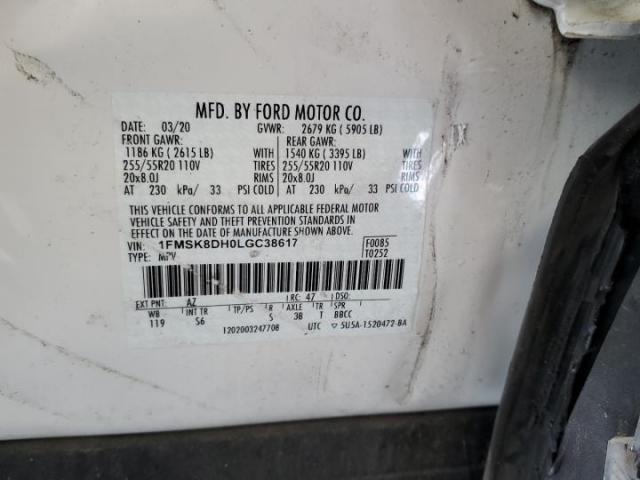 MFD. BY FORD MOTOR CO.
DATE: 03/20 GVWR: 2679 KG ( 5905 LB)
FRONT GAWR: REAR GAWR:
1186 KG ( 2615 LB) WITH 1540 KG ( 3395 LB) WITH
255/55R20 110V TIRES 255/55R20 110V TIRES
20x8.0J RIMS 20x8.0J RIMS
AT 230 kPa/ 33 PSI COLD AT 230 kPa/ 33 PSI COLD
THIS VEHICLE CONFORMS TO ALL APPLICABLE FEDERAL MOTOR
VEHICLE SAFETY AND THEFT PREVENTION STANDARDS IN
EFFECT ON THE DATE OF MANUFACTURE SHOWN ABOVE.
VIN: 1FMSK8DH0LGC38617 F0085
TYPE: MPV T0252
EXT PNT: AZ RC: 47 DSO:
WB INT TR TP/PS R AXLE TR SPR
119 S6 S 38 T BBCC
1202003247708 UTC ▽ 5U5A-1520472-BA